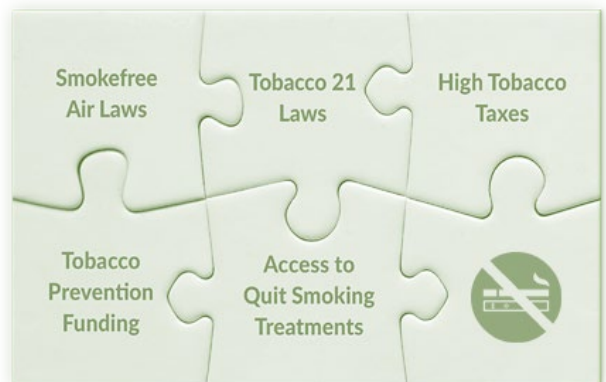 Smokefree
Air Laws
Tobacco 21
Laws
High Tobacco
Taxes
Tobacco
Prevention
Funding
Access to
Quit Smoking
Treatments